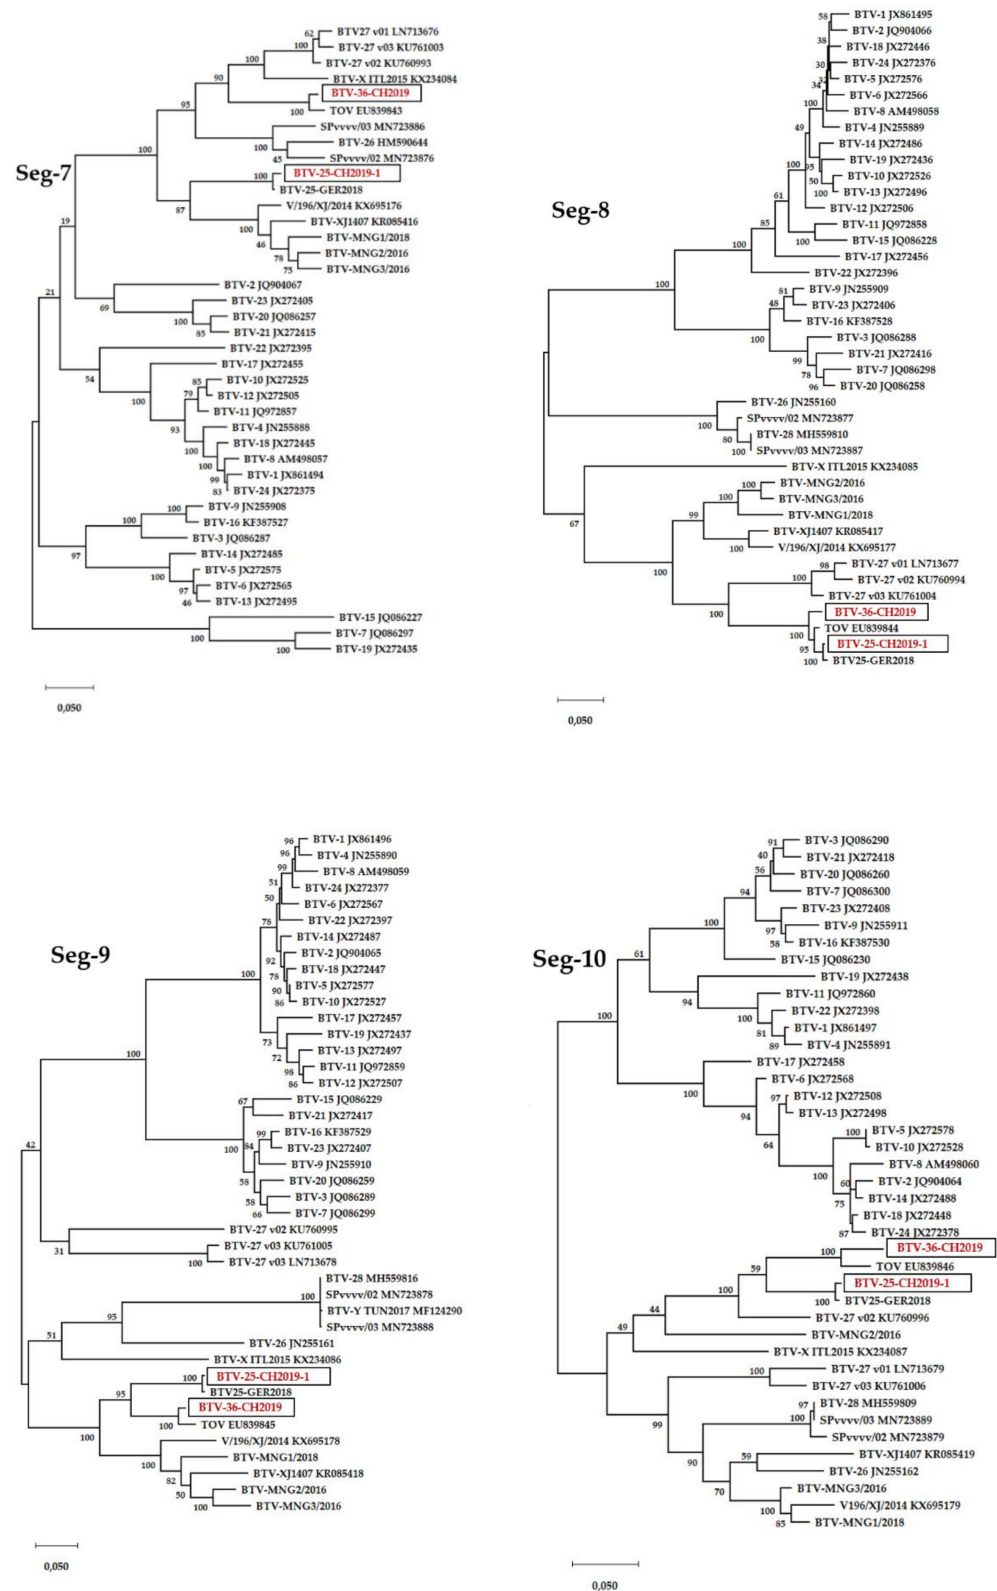 Seg-7
BTV27 v01 LN713676
BTV-27 v03 KU761003
BTV-27 v02 KU760993
BTV-X ITL2015 KX234084
BTV-36-CH2019
TOV EU839843
SPvvvv/03 MN723886
BTV-26 HM590644
SPvvvv/02 MN723876
BTV-25-CH2019-1
BTV-25-GER2018
V/196/XJ/2014 KX695176
BTV-XJ1407 KR085416
BTV-MNG1/2018
BTV-MNG2/2016
BTV-MNG3/2016
BTV-2 JQ904067
BTV-23 JX272405
BTV-20 JQ086257
BTV-21 JX272415
BTV-22 JX272395
BTV-17 JX272455
BTV-10 JX272525
BTV-12 JX272505
BTV-11 JQ972857
BTV-4 JN255888
BTV-18 JX272445
BTV-8 AM498057
BTV-1 JX861494
BTV-24 JX272375
BTV-9 JN255908
BTV-16 KF387527
BTV-3 JQ086287
BTV-14 JX272485
BTV-5 JX272575
BTV-6 JX272565
BTV-13 JX272495
BTV-15 JQ086227
BTV-7 JQ086297
BTV-19 JX272435
62
100
100
90
100
95
45
100
100
100
87
100
46
78
75
19
69
100
85
21
54
100
85
79
93
100
99
83
100
100
97
100
97
46
100
100
0,050
Seg-8
BTV-1 JX861495
BTV-2 JQ904066
BTV-18 JX272446
BTV-24 JX272376
BTV-5 JX272576
BTV-6 JX272566
BTV-8 AM498058
BTV-4 JN255889
BTV-14 JX272486
BTV-19 JX272436
BTV-10 JX272526
BTV-13 JX272496
BTV-12 JX272506
BTV-11 JQ972858
BTV-15 JQ086228
BTV-17 JX272456
BTV-22 JX272396
BTV-9 JN255909
BTV-23 JX272406
BTV-16 KF387528
BTV-3 JQ086288
BTV-21 JX272416
BTV-7 JQ086298
BTV-20 JQ086258
BTV-26 JN255160
SPvvvv/02 MN723877
BTV-28 MH559810
SPvvvv/03 MN723887
BTV-X ITL2015 KX234085
BTV-MNG2/2016
BTV-MNG3/2016
BTV-MNG1/2018
BTV-XJ1407 KR085417
V/196/XJ/2014 KX695177
BTV-27 v01 LN713677
BTV-27 v02 KU760994
BTV-27 v03 KU761004
BTV-36-CH2019
TOV EU839844
BTV-25-CH2019-1
BTV25-GER2018
58
38
30
32
34
100
49
100
95
50
100
61
100
85
100
81
48
100
100
99
78
96
100
80
100
67
100
100
99
100
100
98
100
100
100
95
100
0,050
Seg-9
BTV-1 JX861496
BTV-4 JN255890
BTV-8 AM498059
BTV-24 JX272377
BTV-6 JX272567
BTV-22 JX272397
BTV-14 JX272487
BTV-2 JQ904065
BTV-18 JX272447
BTV-5 JX272577
BTV-10 JX272527
BTV-17 JX272457
BTV-19 JX272437
BTV-13 JX272497
BTV-11 JQ972859
BTV-12 JX272507
BTV-15 JQ086229
BTV-21 JX272417
BTV-16 KF387529
BTV-23 JX272407
BTV-9 JN255910
BTV-20 JQ086259
BTV-3 JQ086289
BTV-7 JQ086299
BTV-27 v02 KU760995
BTV-27 v03 KU761005
BTV-27 v03 LN713678
BTV-28 MH559816
SPvvvv/02 MN723878
BTV-Y TUN2017 MF124290
SPvvvv/03 MN723888
BTV-26 JN255161
BTV-X ITL2015 KX234086
BTV-25-CH2019-1
BTV25-GER2018
BTV-36-CH2019
TOV EU839845
V/196/XJ/2014 KX695178
BTV-MNG1/2018
BTV-XJ1407 KR085418
BTV-MNG2/2016
BTV-MNG3/2016
96
96
99
51
50
78
92
78
90
86
100
73
72
98
86
100
67
99
84
100
58
58
66
42
31
100
100
95
51
100
95
100
100
100
82
50
100
0,050
Seg-10
BTV-3 JQ086290
BTV-21 JX272418
BTV-20 JQ086260
BTV-7 JQ086300
BTV-23 JX272408
BTV-9 JN255911
BTV-16 KF387530
BTV-15 JQ086230
BTV-19 JX272438
BTV-11 JQ972860
BTV-22 JX272398
BTV-1 JX861497
BTV-4 JN255891
BTV-17 JX272458
BTV-6 JX272568
BTV-12 JX272508
BTV-13 JX272498
BTV-5 JX272578
BTV-10 JX272528
BTV-8 AM498060
BTV-2 JQ904064
BTV-14 JX272488
BTV-18 JX272448
BTV-24 JX272378
BTV-36-CH2019
TOV EU839846
BTV-25-CH2019-1
BTV25-GER2018
BTV-27 v02 KU760996
BTV-MNG2/2016
BTV-X ITL2015 KX234087
BTV-27 v01 LN713679
BTV-27 v03 KU761006
BTV-28 MH559809
SPvvvv/03 MN723889
SPvvvv/02 MN723879
BTV-XJ1407 KR085419
BTV-26 JN255162
BTV-MNG3/2016
V196/XJ/2014 KX695179
BTV-MNG1/2018
91
40
56
94
100
97
58
61
94
100
81
89
100
100
97
94
64
100
100
60
75
87
100
59
100
44
49
100
97
100
99
90
59
70
100
85
0,050